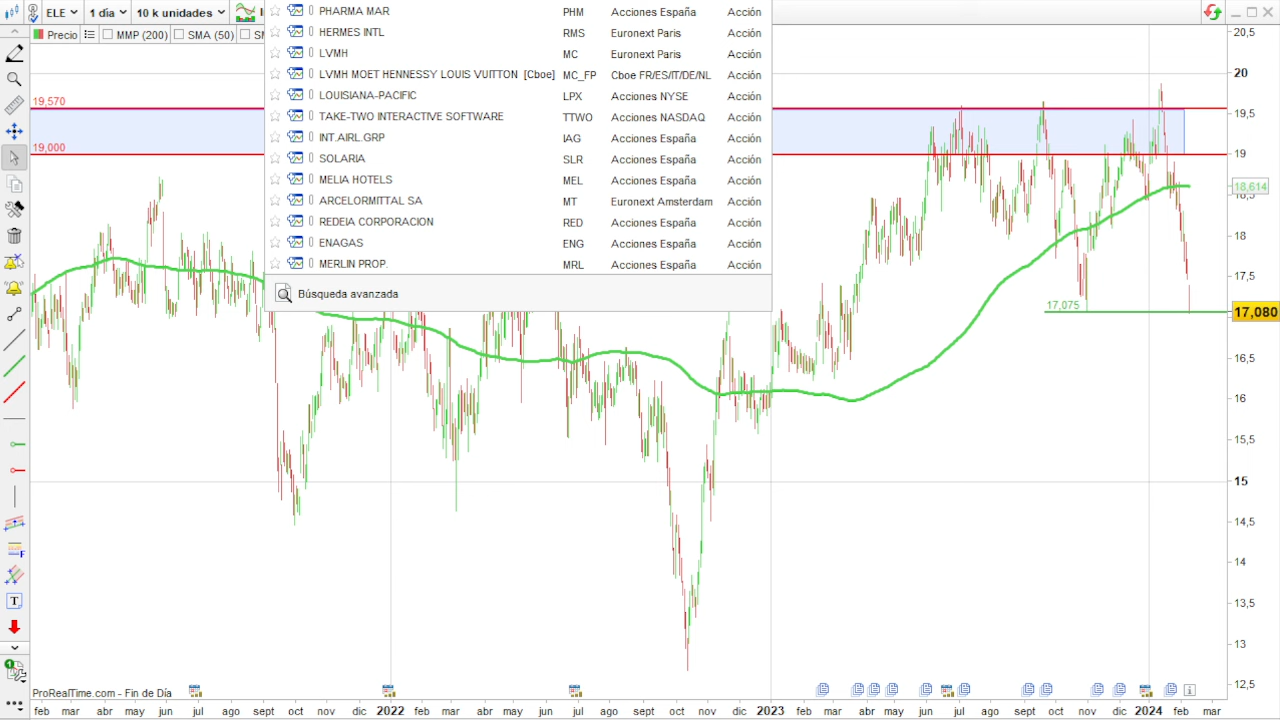 ELE 1 día 10 k unidades
Precio MMP (200) SMA (50)
PHARMA MAR PHM Acciones España Acción
HERMES INTL RMS Euronext Paris Acción
LVMH MC Euronext Paris Acción
LVMH MOET HENNESSY LOUIS VUITTON [Cboe] MC_FP Cboe FR/ES/IT/DE/NL Acción
LOUISIANA-PACIFIC LPX Acciones NYSE Acción
TAKE-TWO INTERACTIVE SOFTWARE TTWO Acciones NASDAQ Acción
INT.AIRL.GRP IAG Acciones España Acción
SOLARIA SLR Acciones España Acción
MELIA HOTELS MEL Acciones España Acción
ARCELORMITTAL SA MT Euronext Amsterdam Acción
REDEIA CORPORACION RED Acciones España Acción
ENAGAS ENG Acciones España Acción
MERLIN PROP. MRL Acciones España Acción
Búsqueda avanzada
19,570
19,000
17,075
20,5
20
19,5
19
18,614
18,5
18
17,5
17,080
16,5
16
15,5
15
14,5
14
13,5
13
12,5
T
F
1
ProRealTime.com - Fin de Día
feb mar abr may jun jul ago sept oct nov dic 2022 feb mar abr may jun jul ago sept oct nov dic 2023 feb mar abr may jun jul ago sept oct nov dic 2024 feb mar